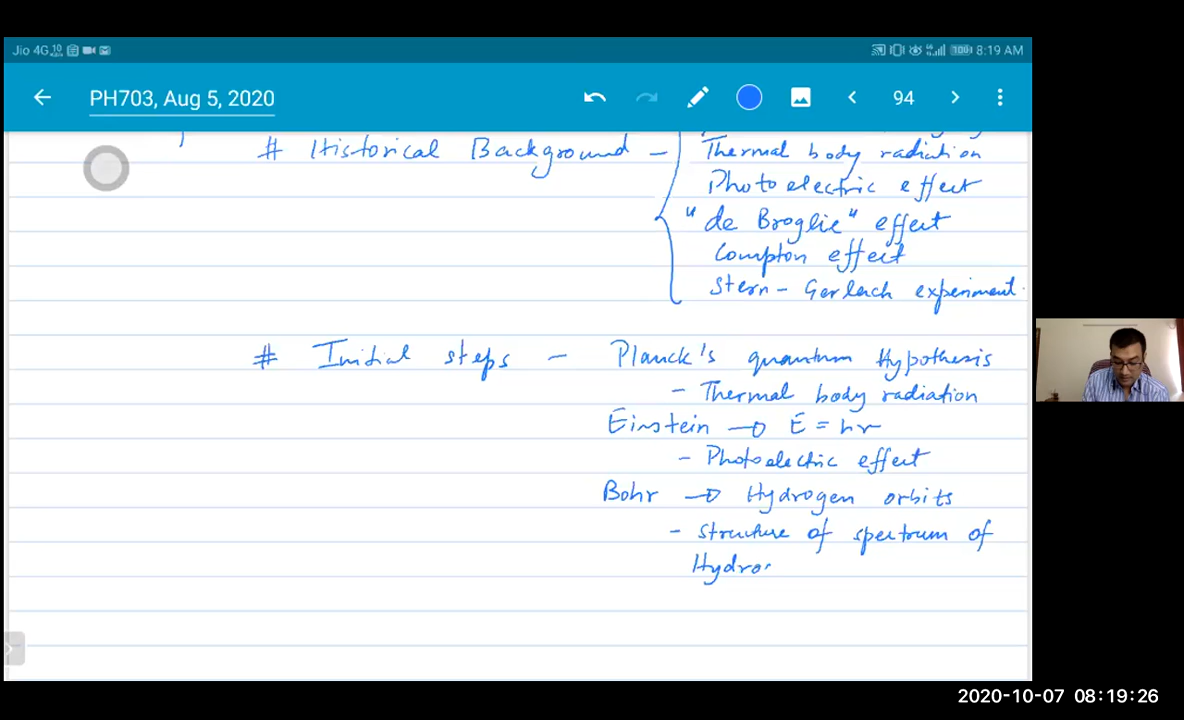 Jio 4G 8:19 AM
PH703, Aug 5, 2020 94
# Historical Background - Thermal body radiation
Photoelectric effect
"de Broglie" effect
Compton effect
Stern - Gerlach experiment.
# Initial steps - Planck's quantum Hypothesis
- Thermal body radiation
Einstein → E = hν
- Photoelectric effect
Bohr → Hydrogen orbits
- Structure of spectrum of
Hydro
2020-10-07 08:19:26